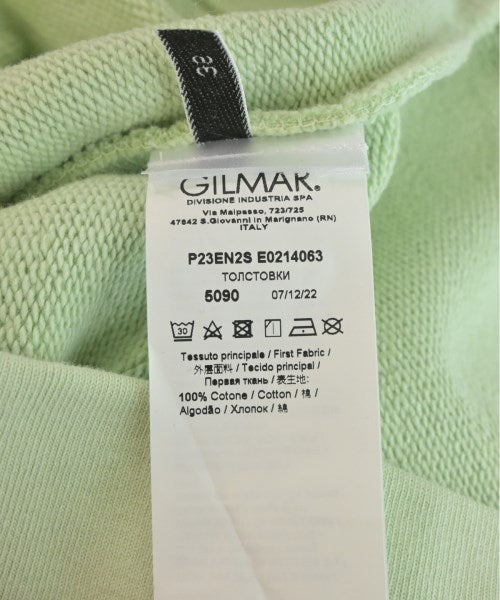 38
GILMAR®
DIVISIONE INDUSTRIA SPA
Via Malpasso, 723/725
47842 S.Giovanni in Marignano (RN)
ITALY
P23EN2S E0214063
ТОЛСТОВКИ
5090 07/12/22
30
Tessuto principale / First Fabric /
外層面料 / Tecido principal /
Первая ткань / 表生地:
100% Cotone / Cotton / 棉 /
Algodão / Хлопок / 綿